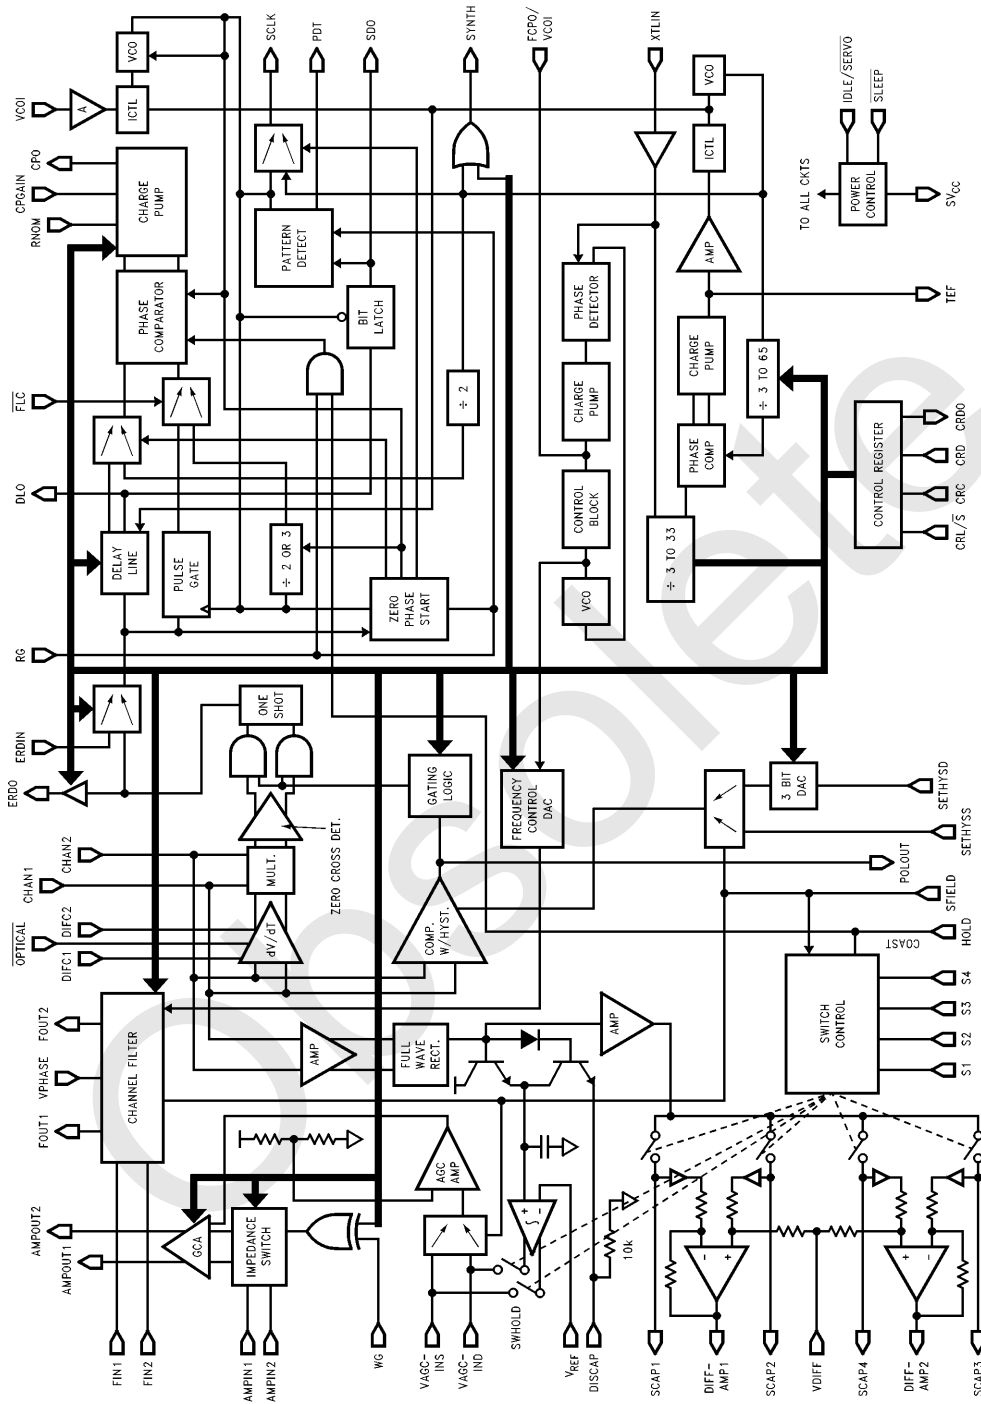 VCOI
CPO
CPGAIN
RNOM
FLC
DLO
RG
ERDIN
ERDO
CHAN2
CHAN1
DIFC2
OPTICAL
DIFC1
FOUT2
VPHASE
FOUT1
AMPOUT2
AMPOUT1
SCLK
PDT
SDO
SYNTH
FCPO/
VCOI
XTLIN
IDLE/SERVO
SLEEP
TO ALL CKTS
POWER
CONTROL
SVCC
TEF
CRDO
CRD
CRC
CRL/S
CONTROL REGISTER
VCO
ICTL
A
CHARGE
PUMP
PHASE
COMPARATOR
PATTERN
DETECT
BIT
LATCH
÷ 2
DELAY
LINE
PULSE
GATE
÷ 2 OR 3
ZERO
PHASE
START
VCO
ICTL
AMP
PHASE
DETECTOR
CHARGE
PUMP
CHARGE
PUMP
÷ 3 TO 65
PHASE
COMP
CONTROL
BLOCK
VCO
÷ 3 TO 33
ONE
SHOT
GATING
LOGIC
FREQUENCY
CONTROL
DAC
3 BIT
DAC
SETHYSD
SETHYSS
POLOUT
SFIELD
HOLD
COAST
S4
S3
S2
S1
ZERO CROSS DET.
MULT.
dV/dT
COMP.
W/HYST.
CHANNEL FILTER
AMP
FULL
WAVE
RECT.
AMP
SWITCH
CONTROL
GCA
IMPEDANCE
SWITCH
AGC
AMP
∫
+
-
10k
SWHOLD
-
+
+
-
FIN1
FIN2
AMPIN1
AMPIN2
WG
VAGC-
INS
VAGC-
IND
VREF
DISCAP
SCAP1
DIFF-
AMP1
SCAP2
VDIFF
SCAP4
DIFF-
AMP2
SCAP3
Obsolete